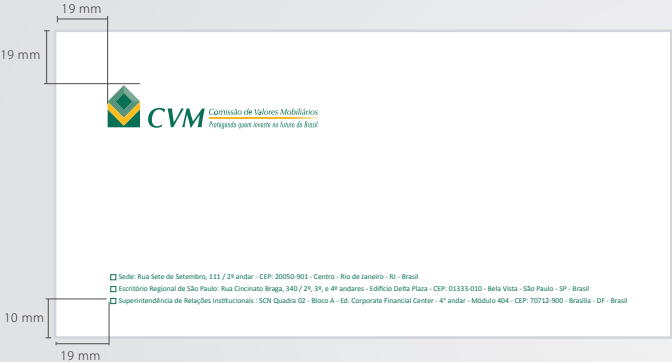 19 mm
19 mm
CVM Comissão de Valores Mobiliários
Protegendo quem investe no futuro do Brasil
Sede: Rua Sete de Setembro, 111 / 2º andar - CEP: 20050-901 - Centro - Rio de Janeiro - RJ - Brasil
Escritório Regional de São Paulo: Rua Cincinato Braga, 340 / 2º, 3º, e 4º andares - Edifício Delta Plaza - CEP: 01333-010 - Bela Vista - São Paulo - SP - Brasil
Superintendência de Relações Institucionais : SCN Quadra 02 - Bloco A - Ed. Corporate Financial Center - 4° andar - Módulo 404 - CEP: 70712-900 - Brasília - DF - Brasil
10 mm
19 mm